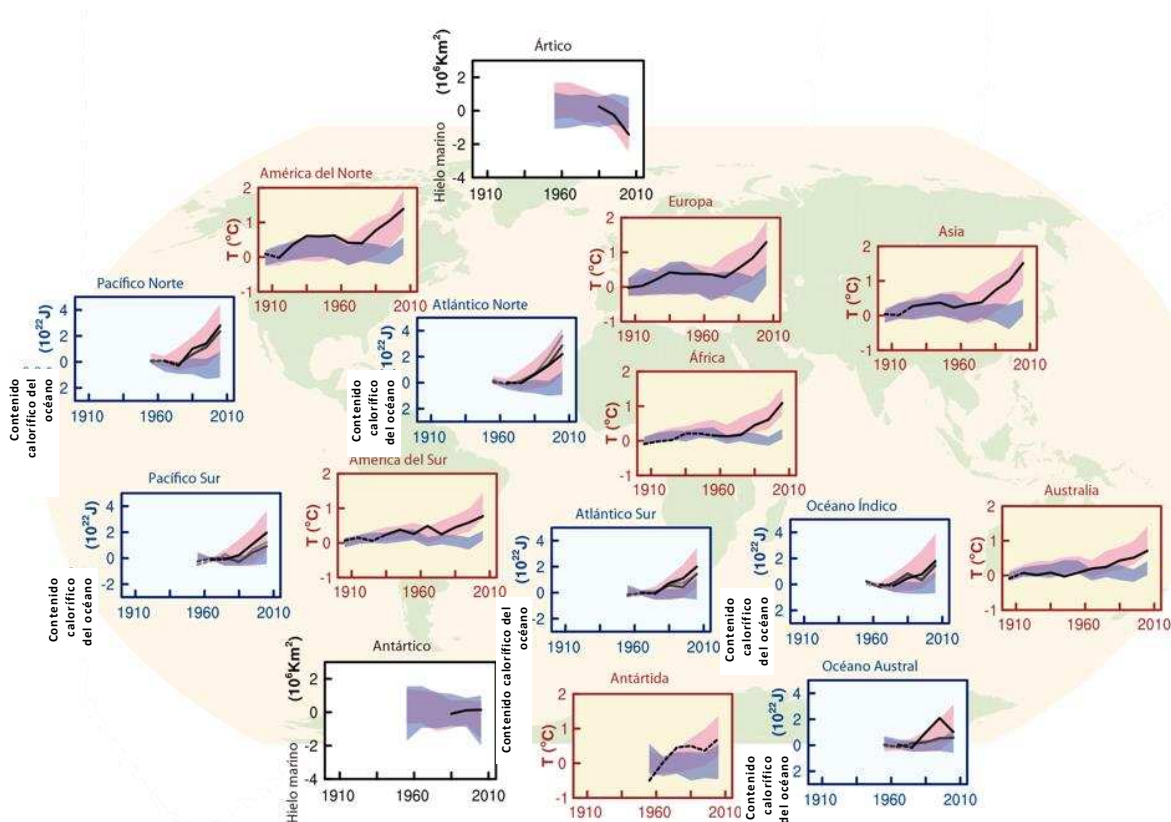 Ártico
(10⁶Km²)
Hielo marino
2
0
-2
-4
1910 1960 2010
América del Norte
T (°C)
2
1
0
-1
1910 1960 2010
Europa
T (°C)
2
1
0
-1
1910 1960 2010
Asia
T (°C)
2
1
0
-1
1910 1960 2010
Pacífico Norte
(10²²J)
Contenido
calorífico del
océano
4
2
0
2
1910 1960 2010
Atlántico Norte
(10²²J)
Contenido
calorífico
del océano
4
2
0
2
1910 1960 2010
África
T (°C)
2
1
0
-1
1910 1960 2010
Pacífico Sur
(10²²J)
Contenido
calorífico
del océano
4
2
0
-2
1910 1960 2010
América del Sur
T (°C)
2
1
0
-1
1910 1960 2010
Atlántico Sur
(10²²J)
Contenido calorífico del
océano
4
2
0
-2
1910 1960 2010
Océano Índico
(10²²J)
Contenido
calorífico
del océano
4
2
0
2
1910 1960 2010
Australia
T (°C)
2
1
0
-1
1910 1960 2010
Antártico
(10⁶Km²)
Hielo marino
2
0
-2
-4
1910 1960 2010
Antártida
T (°C)
2
1
0
-1
1910 1960 2010
Océano Austral
(10²²J)
Contenido
calorífico
del océano
4
2
0
2
1910 1960 2010